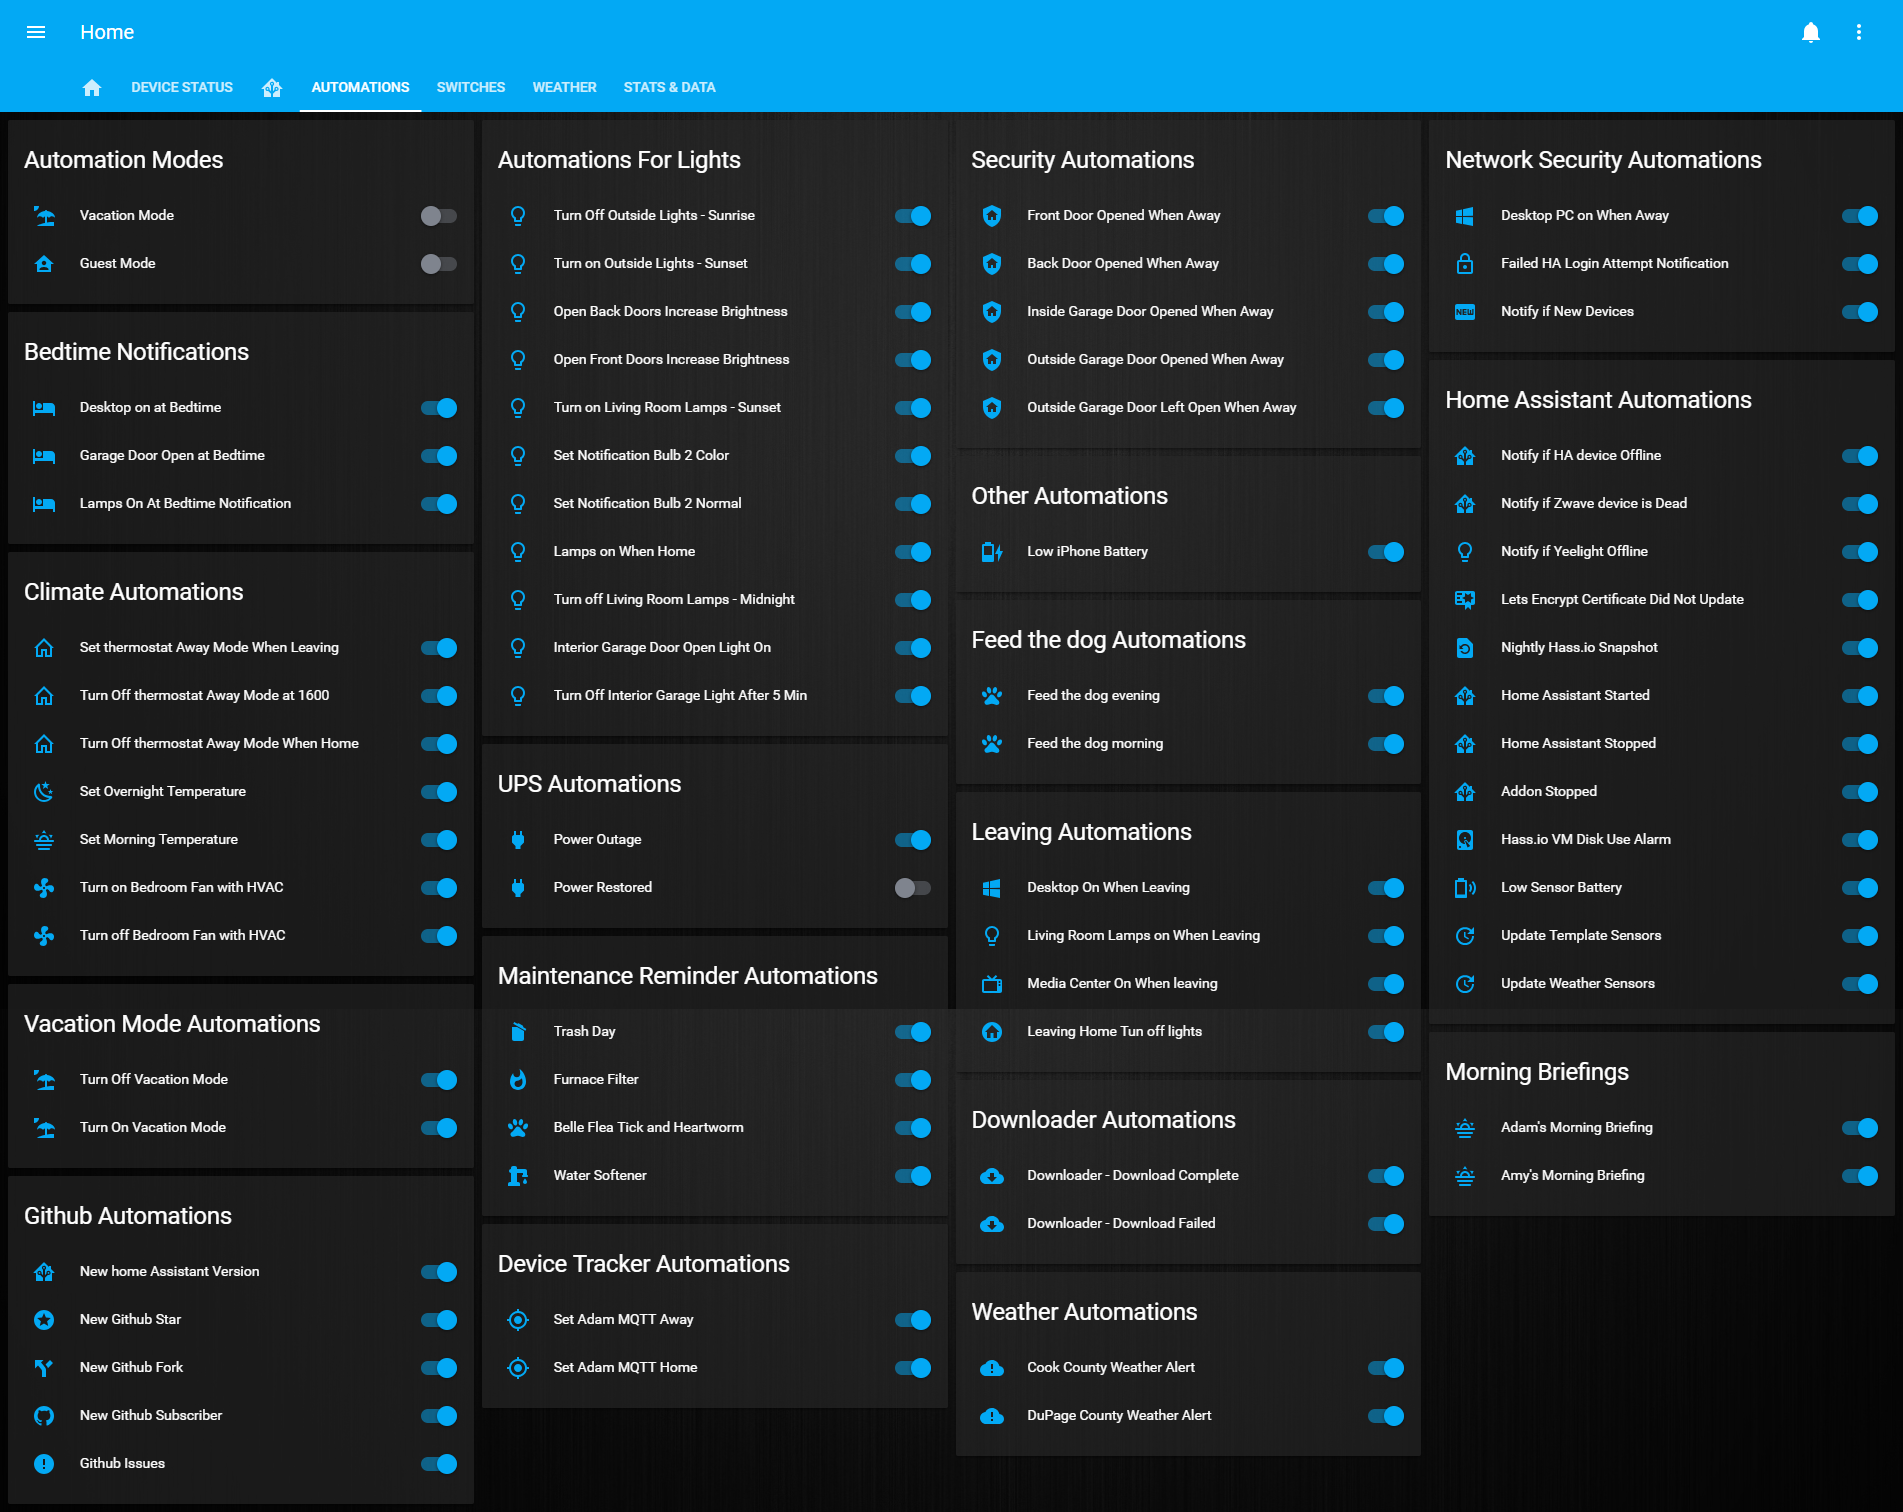 Home
DEVICE STATUS
AUTOMATIONS
SWITCHES
WEATHER
STATS & DATA
Automation Modes
Vacation Mode
Guest Mode
Bedtime Notifications
Desktop on at Bedtime
Garage Door Open at Bedtime
Lamps On At Bedtime Notification
Climate Automations
Set thermostat Away Mode When Leaving
Turn Off thermostat Away Mode at 1600
Turn Off thermostat Away Mode When Home
Set Overnight Temperature
Set Morning Temperature
Turn on Bedroom Fan with HVAC
Turn off Bedroom Fan with HVAC
Vacation Mode Automations
Turn Off Vacation Mode
Turn On Vacation Mode
Github Automations
New home Assistant Version
New Github Star
New Github Fork
New Github Subscriber
Github Issues
Automations For Lights
Turn Off Outside Lights - Sunrise
Turn on Outside Lights - Sunset
Open Back Doors Increase Brightness
Open Front Doors Increase Brightness
Turn on Living Room Lamps - Sunset
Set Notification Bulb 2 Color
Set Notification Bulb 2 Normal
Lamps on When Home
Turn off Living Room Lamps - Midnight
Interior Garage Door Open Light On
Turn Off Interior Garage Light After 5 Min
UPS Automations
Power Outage
Power Restored
Maintenance Reminder Automations
Trash Day
Furnace Filter
Belle Flea Tick and Heartworm
Water Softener
Device Tracker Automations
Set Adam MQTT Away
Set Adam MQTT Home
Security Automations
Front Door Opened When Away
Back Door Opened When Away
Inside Garage Door Opened When Away
Outside Garage Door Opened When Away
Outside Garage Door Left Open When Away
Other Automations
Low iPhone Battery
Feed the dog Automations
Feed the dog evening
Feed the dog morning
Leaving Automations
Desktop On When Leaving
Living Room Lamps on When Leaving
Media Center On When leaving
Leaving Home Tun off lights
Downloader Automations
Downloader - Download Complete
Downloader - Download Failed
Weather Automations
Cook County Weather Alert
DuPage County Weather Alert
Network Security Automations
Desktop PC on When Away
Failed HA Login Attempt Notification
NEW
Notify if New Devices
Home Assistant Automations
Notify if HA device Offline
Notify if Zwave device is Dead
Notify if Yeelight Offline
Lets Encrypt Certificate Did Not Update
Nightly Hass.io Snapshot
Home Assistant Started
Home Assistant Stopped
Addon Stopped
Hass.io VM Disk Use Alarm
Low Sensor Battery
Update Template Sensors
Update Weather Sensors
Morning Briefings
Adam's Morning Briefing
Amy's Morning Briefing